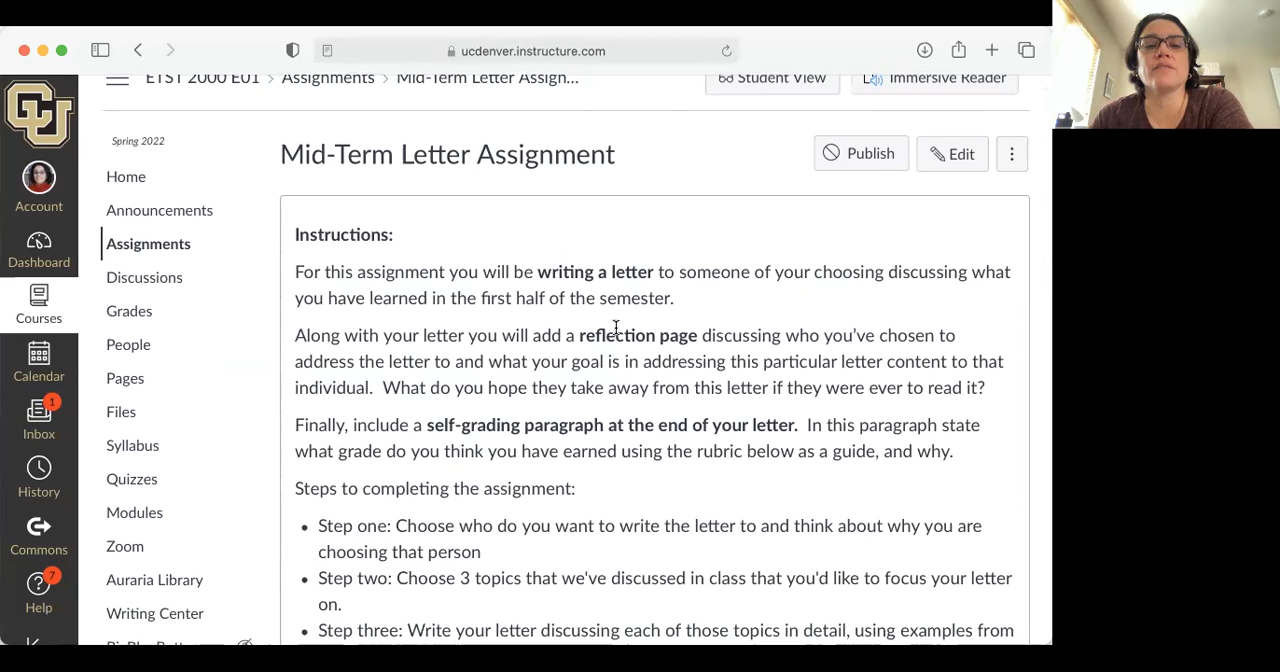 ucdenver.instructure.com
ETST 2000 E01 › Assignments › Mid-Term Letter Assign...
Student View
Immersive Reader
CU
Account
Dashboard
Courses
Calendar
1
Inbox
History
Commons
7
Help
Spring 2022
Home
Announcements
Assignments
Discussions
Grades
People
Pages
Files
Syllabus
Quizzes
Modules
Zoom
Auraria Library
Writing Center
Mid-Term Letter Assignment
Publish
Edit
Instructions:
For this assignment you will be writing a letter to someone of your choosing discussing what
you have learned in the first half of the semester.
Along with your letter you will add a reflection page discussing who you’ve chosen to
address the letter to and what your goal is in addressing this particular letter content to that
individual.  What do you hope they take away from this letter if they were ever to read it?
Finally, include a self-grading paragraph at the end of your letter.  In this paragraph state
what grade do you think you have earned using the rubric below as a guide, and why.
Steps to completing the assignment:
• Step one: Choose who do you want to write the letter to and think about why you are
choosing that person
• Step two: Choose 3 topics that we've discussed in class that you'd like to focus your letter
on.
• Step three: Write your letter discussing each of those topics in detail, using examples from